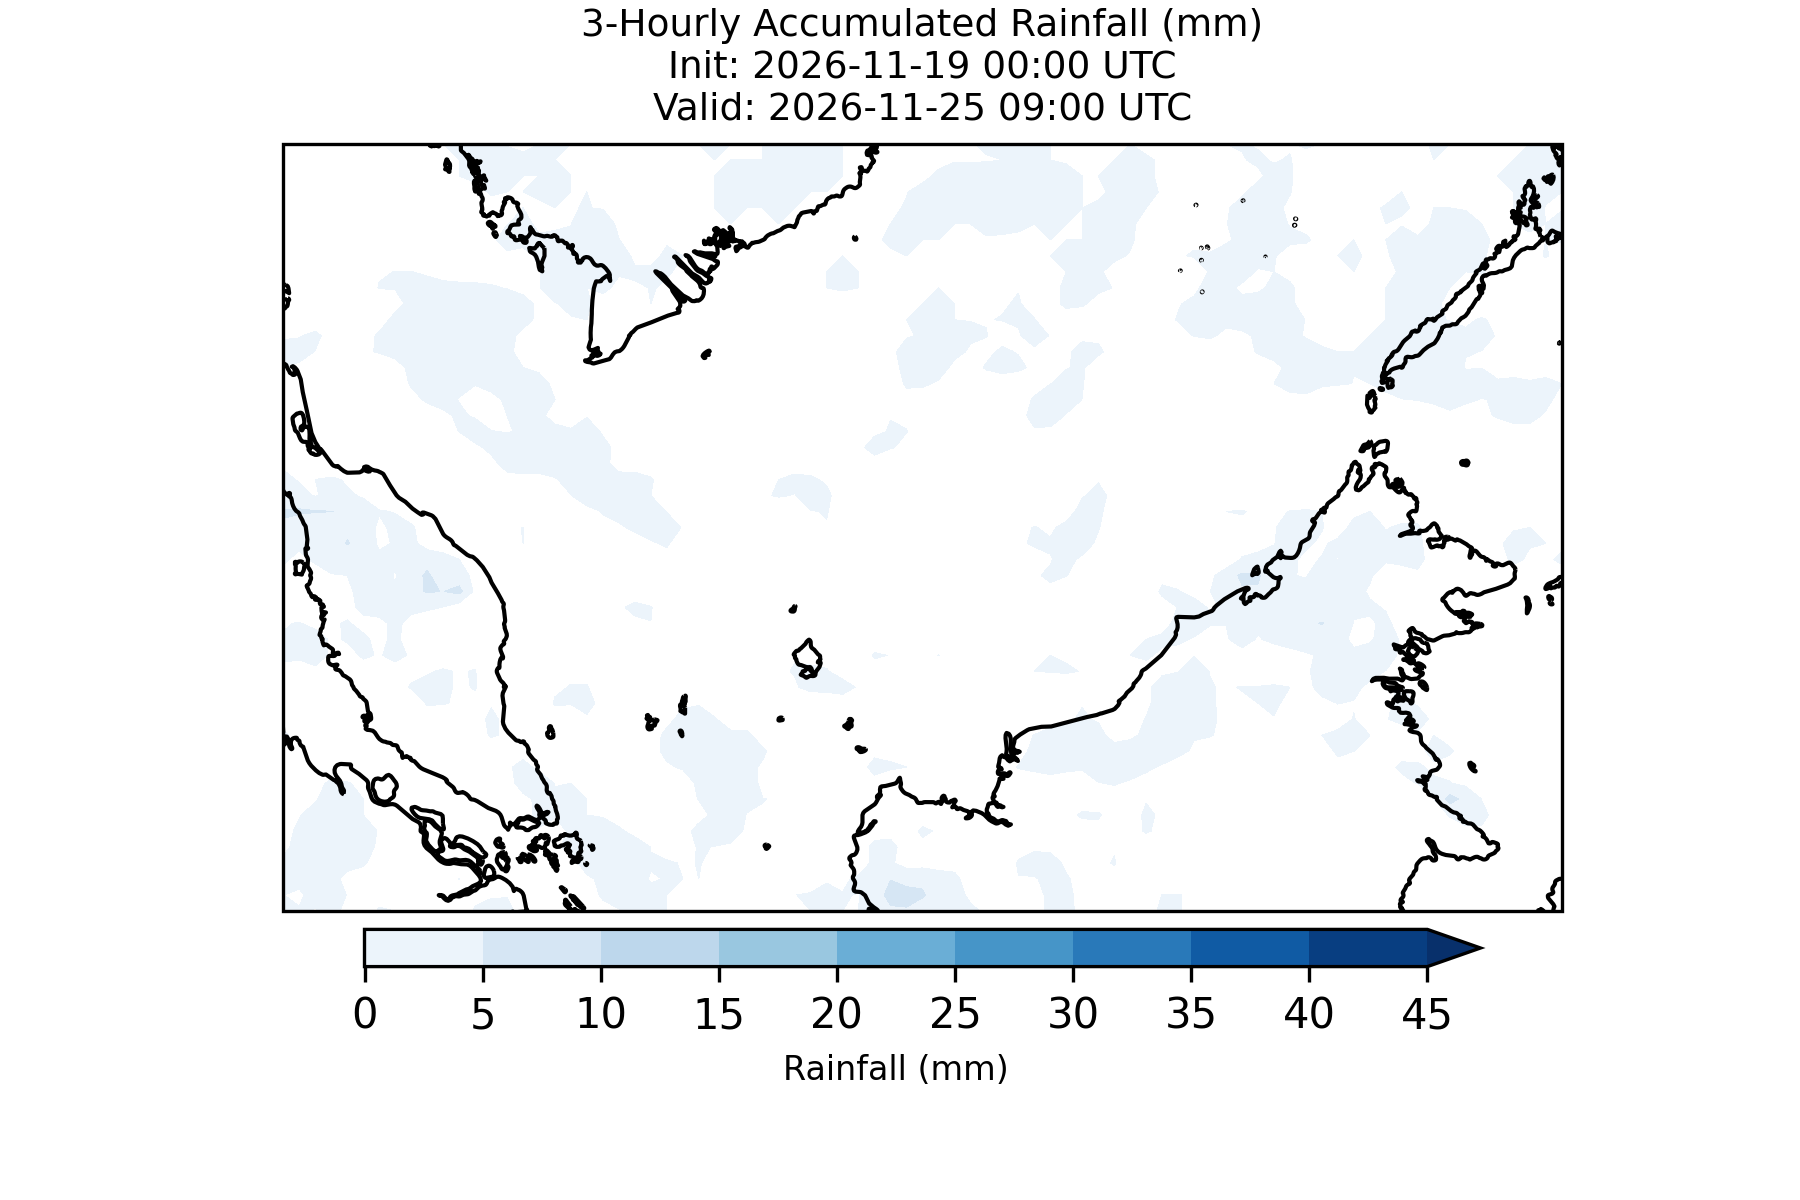 3-Hourly Accumulated Rainfall (mm)
Init: 2026-11-19 00:00 UTC
Valid: 2026-11-25 09:00 UTC
0 5 10 15 20 25 30 35 40 45
Rainfall (mm)